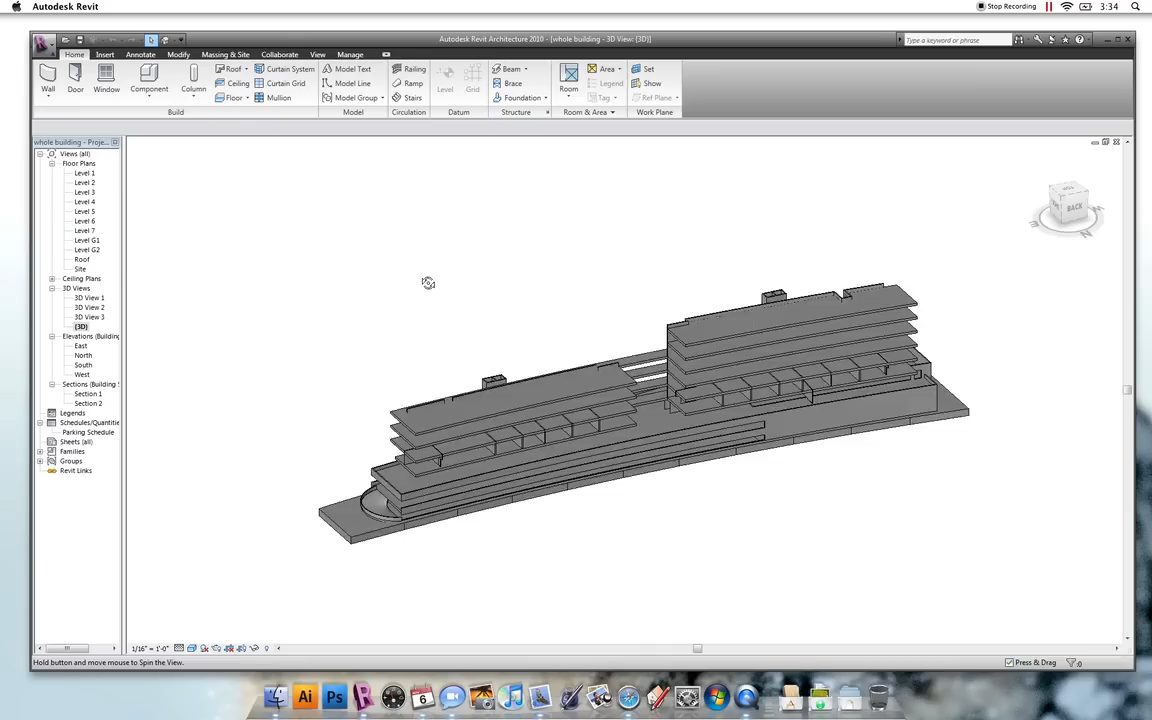 Autodesk Revit
Stop Recording
3:34
Autodesk Revit Architecture 2010 - [whole building - 3D View: {3D}]
Type a keyword or phrase
Home Insert Annotate Modify Massing & Site Collaborate View Manage
Wall
Door
Window
Component
Column
Roof
Ceiling
Floor
Curtain System
Curtain Grid
Mullion
Build
Model Text
Model Line
Model Group
Model
Railing
Ramp
Stairs
Circulation
Level
Grid
Datum
Beam
Brace
Foundation
Structure
Room
Area
Legend
Tag
Room & Area
Set
Show
Ref Plane
Work Plane
whole building - Proje...
Views (all)
Floor Plans
Level 1
Level 2
Level 3
Level 4
Level 5
Level 6
Level 7
Level G1
Level G2
Roof
Site
Ceiling Plans
3D Views
3D View 1
3D View 2
3D View 3
{3D}
Elevations (Building
East
North
South
West
Sections (Building S
Section 1
Section 2
Legends
Schedules/Quantitie
Parking Schedule
Sheets (all)
Families
Groups
Revit Links
BACK
N
1/16" = 1'-0"
Hold button and move mouse to Spin the View.
Press & Drag
:0
Ai
Ps
6